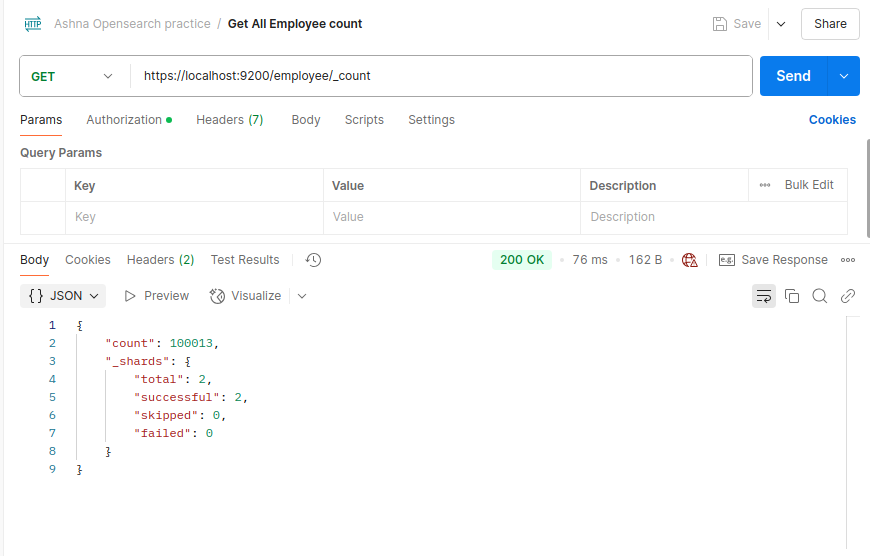 HTTP Ashna Opensearch practice / Get All Employee count Save Share
GET https://localhost:9200/employee/_count Send
Params Authorization Headers (7) Body Scripts Settings Cookies
Query Params
Key Value Description Bulk Edit
Key Value Description
Body Cookies Headers (2) Test Results 200 OK 76 ms 162 B e.g. Save Response
{} JSON Preview Visualize
1 {
2 "count": 100013,
3 "_shards": {
4 "total": 2,
5 "successful": 2,
6 "skipped": 0,
7 "failed": 0
8 }
9 }